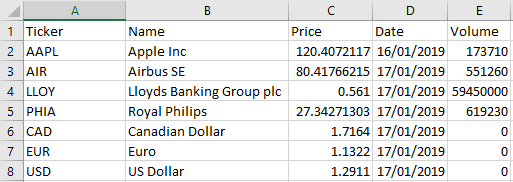 A B C D E
1 Ticker Name Price Date Volume
2 AAPL Apple Inc 120.4072117 16/01/2019 173710
3 AIR Airbus SE 80.41766215 17/01/2019 551260
4 LLOY Lloyds Banking Group plc 0.561 17/01/2019 59450000
5 PHIA Royal Philips 27.34271303 17/01/2019 619230
6 CAD Canadian Dollar 1.7164 17/01/2019 0
7 EUR Euro 1.1322 17/01/2019 0
8 USD US Dollar 1.2911 17/01/2019 0